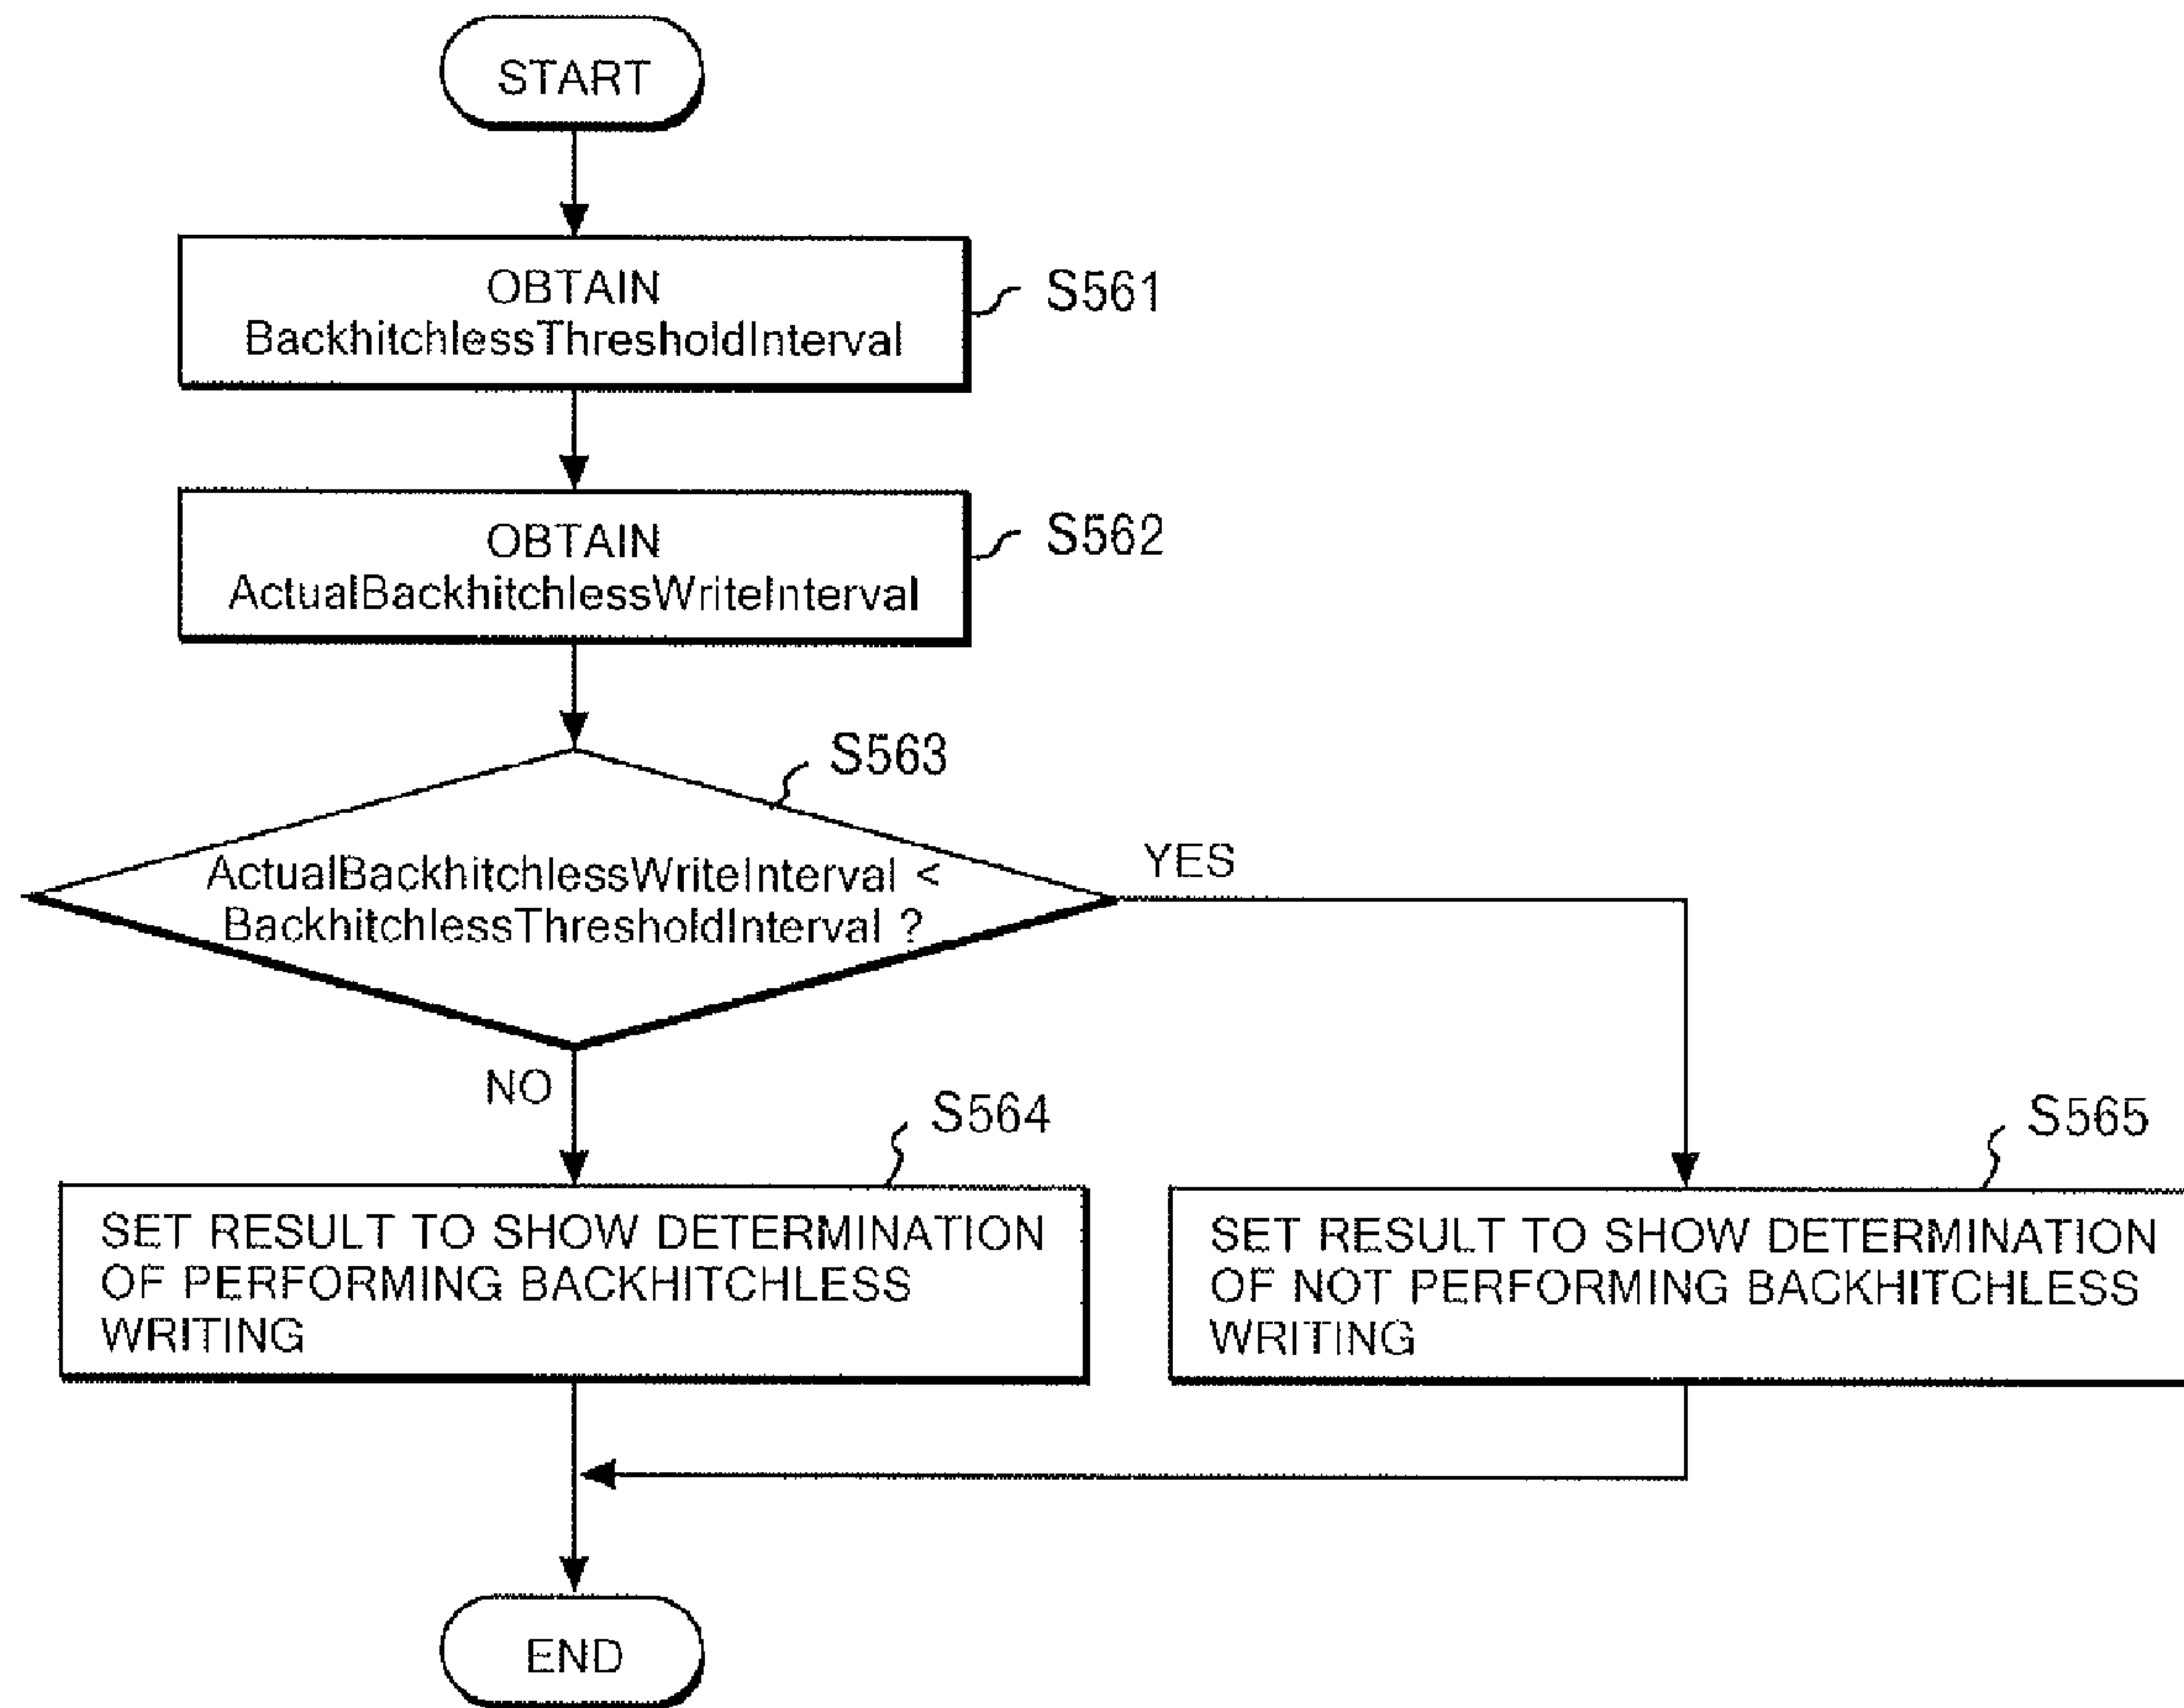 START
OBTAIN
BackhitchlessThresholdInterval
S561
OBTAIN
ActualBackhitchlessWriteInterval
S562
S563
ActualBackhitchlessWriteInterval <
BackhitchlessThresholdInterval ?
YES
NO
S564
SET RESULT TO SHOW DETERMINATION
OF PERFORMING BACKHITCHLESS
WRITING
S565
SET RESULT TO SHOW DETERMINATION
OF NOT PERFORMING BACKHITCHLESS
WRITING
END